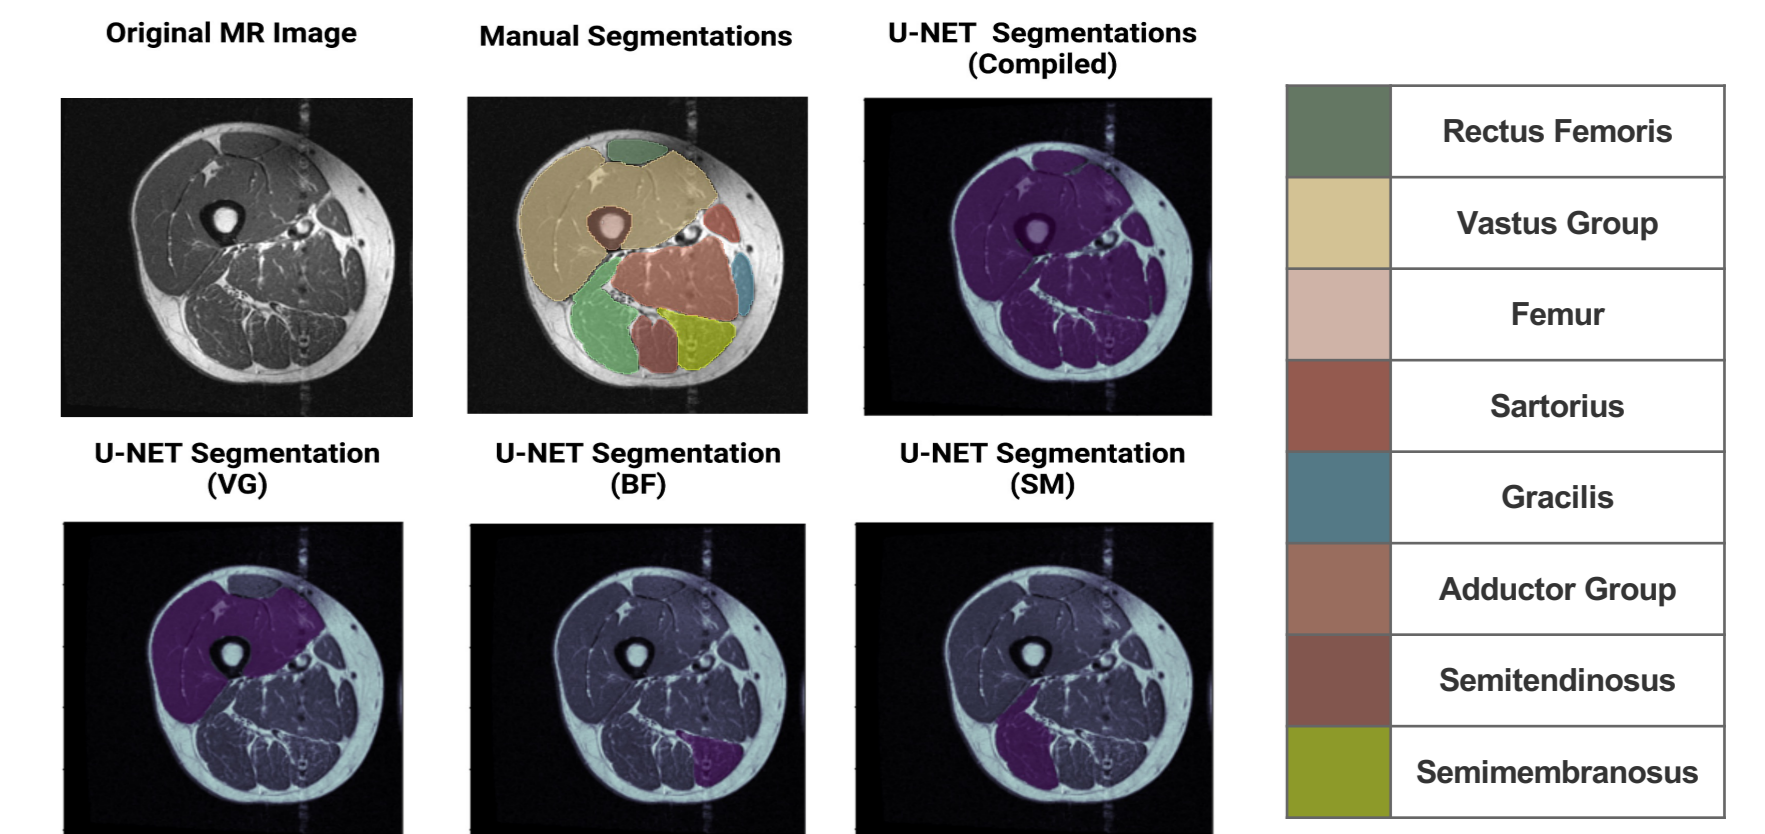 Original MR Image
Manual Segmentations
U-NET Segmentations
(Compiled)
U-NET Segmentation
(VG)
U-NET Segmentation
(BF)
U-NET Segmentation
(SM)
Rectus Femoris
Vastus Group
Femur
Sartorius
Gracilis
Adductor Group
Semitendinosus
Semimembranosus